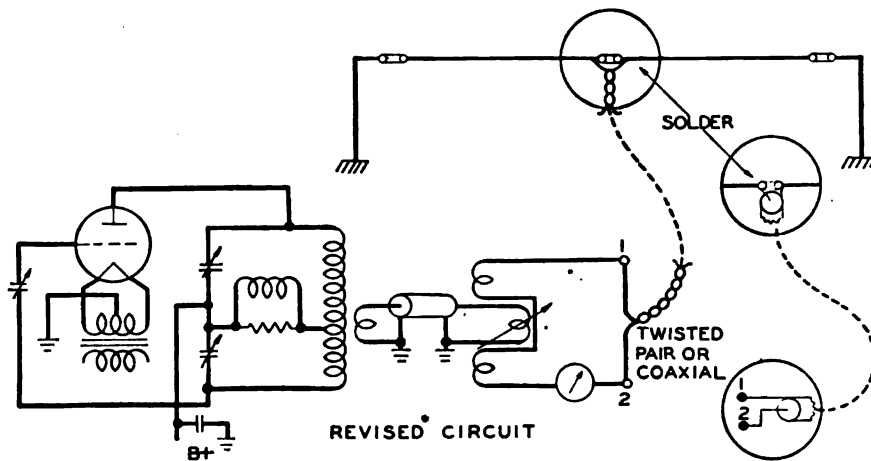 SOLDER
1
TWISTED
PAIR OR
COAXIAL
2
1
2
REVISED CIRCUIT
B+